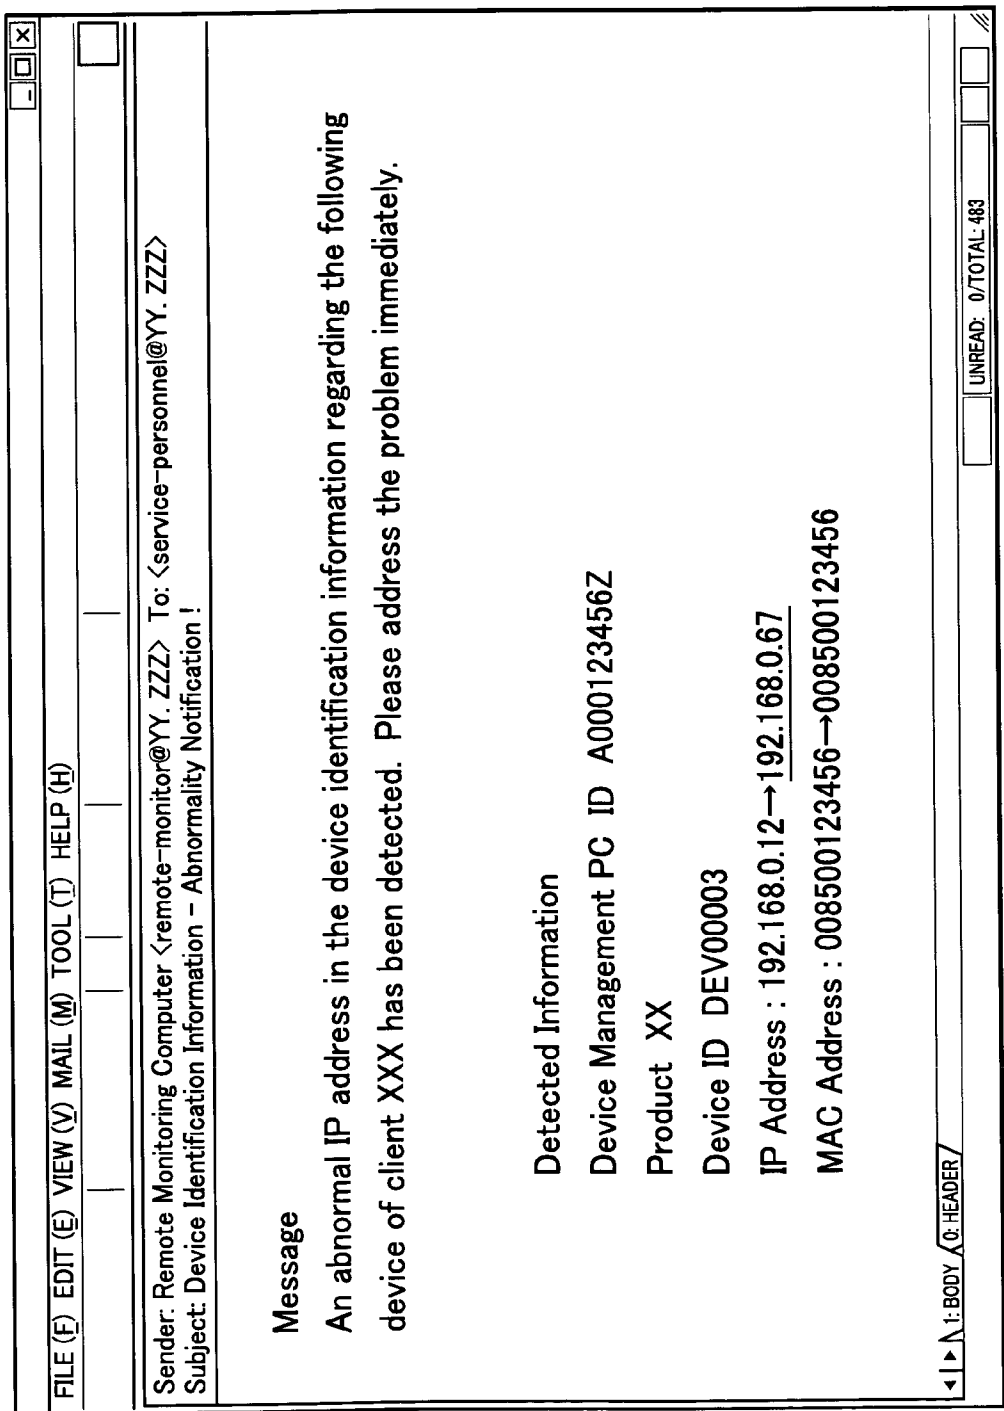 FILE (F) EDIT (E) VIEW (V) MAIL (M) TOOL (T) HELP (H)
Sender: Remote Monitoring Computer <remote-monitor@YY. ZZZ> To: <service-personnel@YY. ZZZ>
Subject: Device Identification Information – Abnormality Notification !
Message
An abnormal IP address in the device identification information regarding the following
device of client XXX has been detected. Please address the problem immediately.
Detected Information
Device Management PC ID A000123456Z
Product XX
Device ID DEV00003
IP Address : 192.168.0.12→192.168.0.67
MAC Address : 008500123456→008500123456
1: BODY 0: HEADER
UNREAD: 0/TOTAL: 483